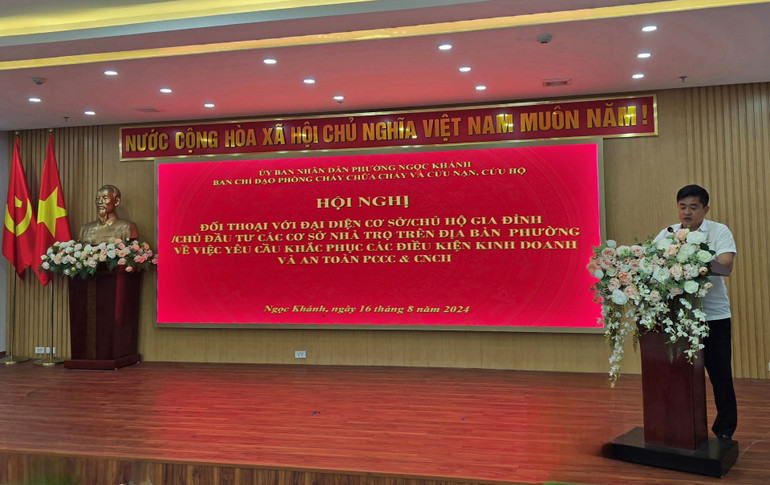 NƯỚC CỘNG HÒA XÃ HỘI CHỦ NGHĨA VIỆT NAM MUÔN NĂM !
ỦY BAN NHÂN DÂN PHƯỜNG NGỌC KHÁNH
BAN CHỈ ĐẠO PHÒNG CHÁY CHỮA CHÁY VÀ CỨU NẠN, CỨU HỘ
HỘI NGHỊ
ĐỐI THOẠI VỚI ĐẠI DIỆN CƠ SỞ/CHỦ HỘ GIA ĐÌNH
/CHỦ ĐẦU TƯ CÁC CƠ SỞ NHÀ TRỌ TRÊN ĐỊA BÀN PHƯỜNG
VỀ VIỆC YÊU CẦU KHẮC PHỤC CÁC ĐIỀU KIỆN KINH DOANH
VÀ AN TOÀN PCCC & CNCH
Ngọc Khánh, ngày 16 tháng 8 năm 2024